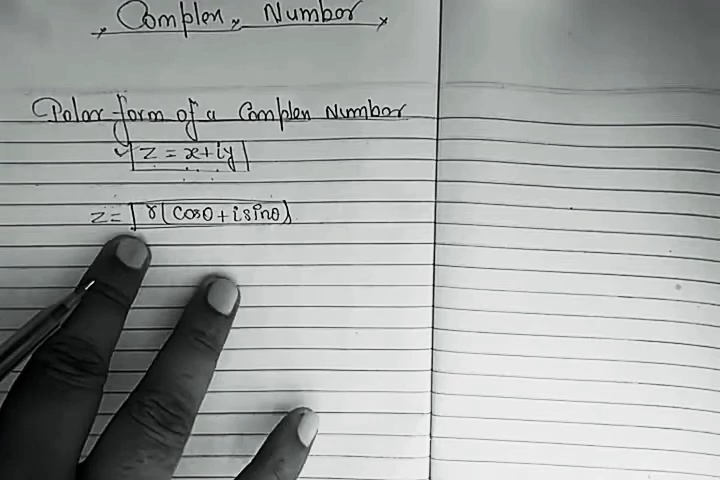 Complex Number
Polar form of a Complex Number
z = x+iy
z = r(cosθ + isinθ)